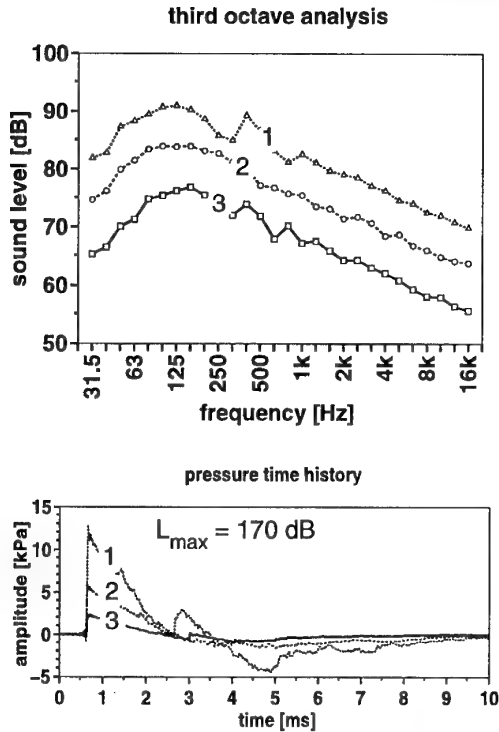 third octave analysis
sound level [dB]
100
90
80
70
60
50
1
2
3
31.5
63
125
250
500
1k
2k
4k
8k
16k
frequency [Hz]
pressure time history
amplitude [kPa]
15
10
5
0
−5
Lmax = 170 dB
1
2
3
0
1
2
3
4
5
6
7
8
9
10
time [ms]